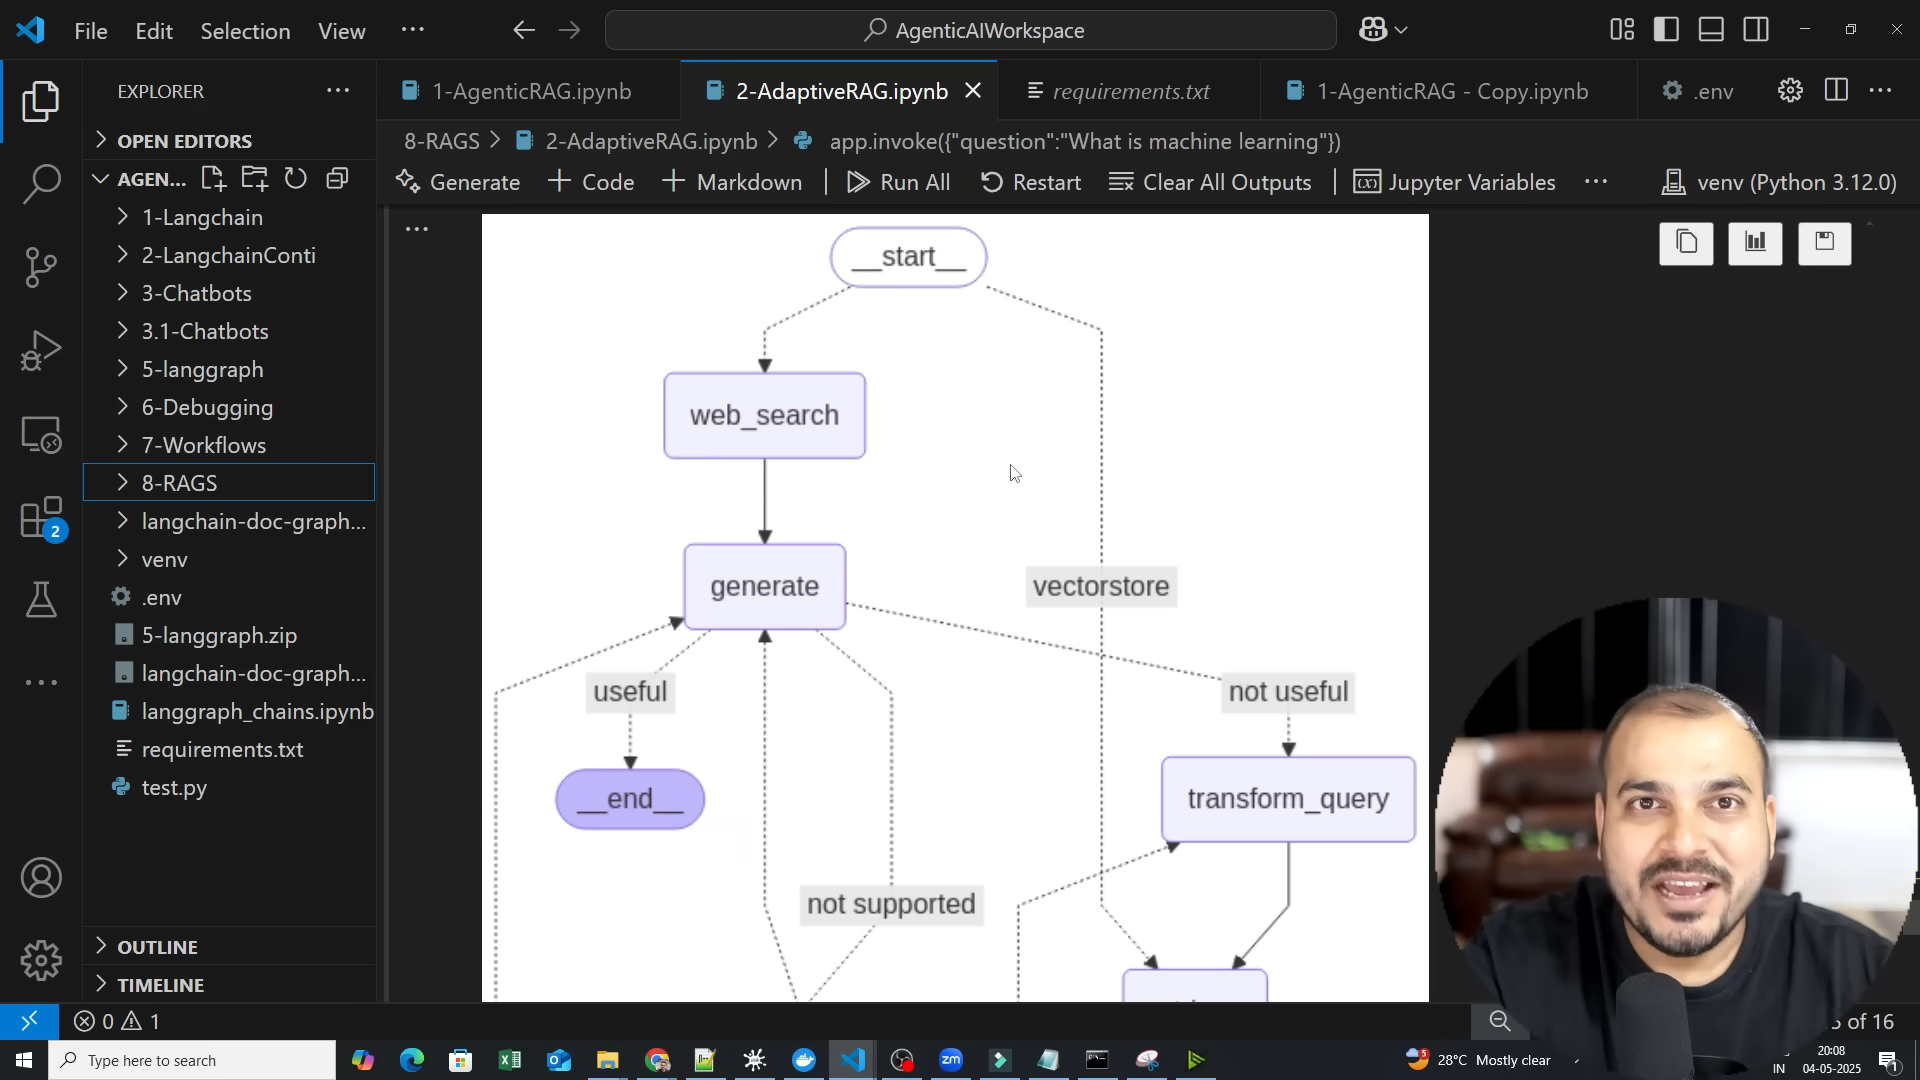 File Edit Selection View ··· AgenticAIWorkspace
EXPLORER
OPEN EDITORS
AGEN...
1-Langchain
2-LangchainConti
3-Chatbots
3.1-Chatbots
5-langgraph
6-Debugging
7-Workflows
8-RAGS
langchain-doc-graph...
venv
.env
5-langgraph.zip
langchain-doc-graph...
langgraph_chains.ipynb
requirements.txt
test.py
OUTLINE
TIMELINE
1-AgenticRAG.ipynb 2-AdaptiveRAG.ipynb requirements.txt 1-AgenticRAG - Copy.ipynb .env
8-RAGS > 2-AdaptiveRAG.ipynb > app.invoke({"question":"What is machine learning"})
Generate + Code + Markdown | Run All Restart Clear All Outputs | Jupyter Variables ··· venv (Python 3.12.0)
__start__
web_search
generate
vectorstore
useful
not useful
__end__
transform_query
not supported
2
0 1
of 16
Type here to search
zm
5
28°C Mostly clear
IN
20:08
04-05-2025
1